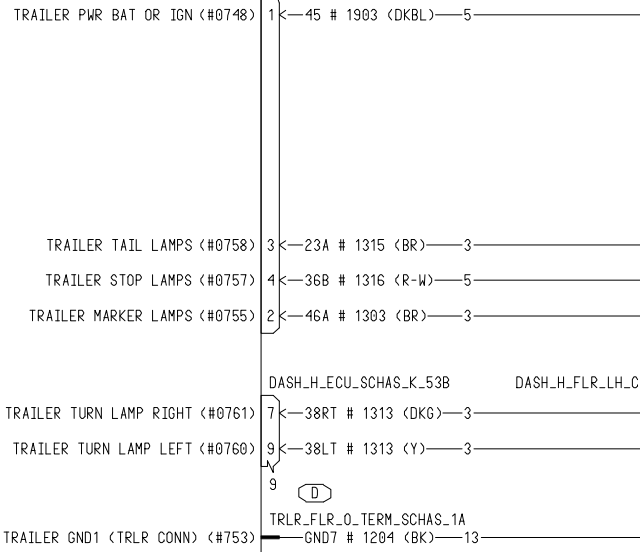 TRAILER PWR BAT OR IGN (#0748) 1 45 # 1903 (DKBL) 5
TRAILER TAIL LAMPS (#0758) 3 23A # 1315 (BR) 3
TRAILER STOP LAMPS (#0757) 4 36B # 1316 (R-W) 5
TRAILER MARKER LAMPS (#0755) 2 46A # 1303 (BR) 3
DASH_H_ECU_SCHAS_K_53B DASH_H_FLR_LH_C
TRAILER TURN LAMP RIGHT (#0761) 7 38RT # 1313 (DKG) 3
TRAILER TURN LAMP LEFT (#0760) 9 38LT # 1313 (Y) 3
9
D
TRLR_FLR_O_TERM_SCHAS_1A
TRAILER GND1 (TRLR CONN) (#753) GND7 # 1204 (BK) 13